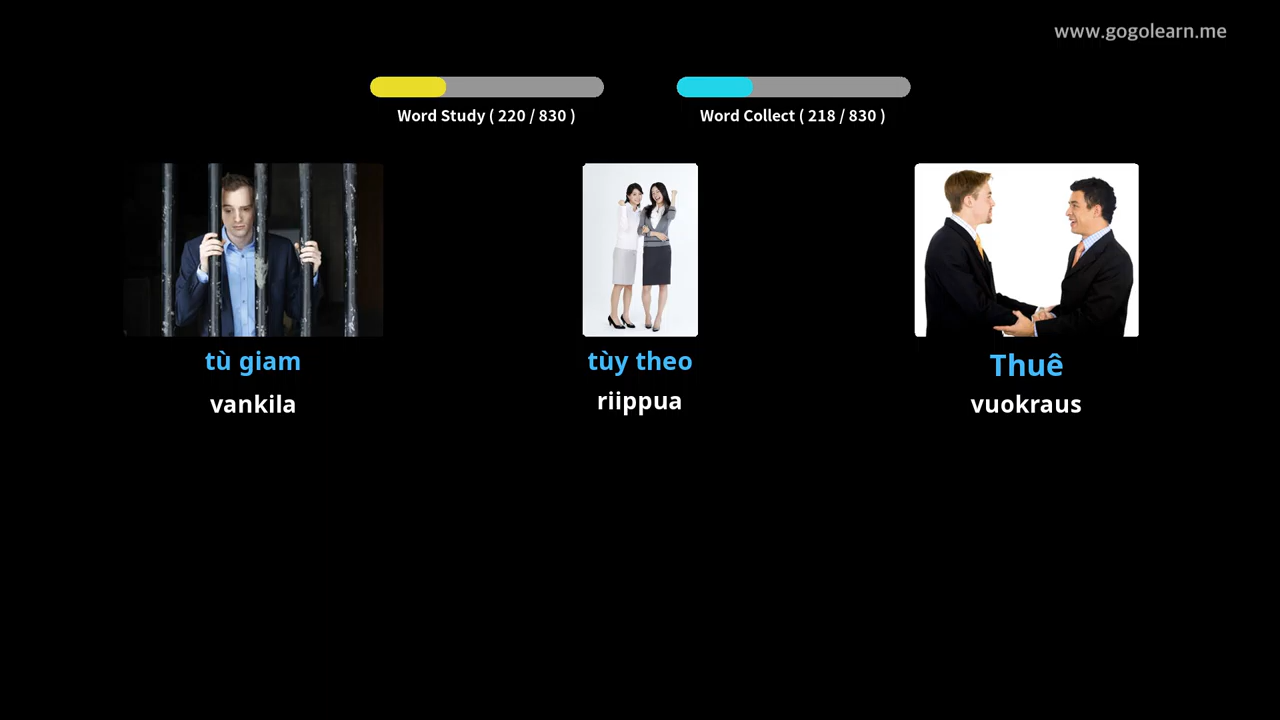 www.gogolearn.me
Word Study ( 220 / 830 )
Word Collect ( 218 / 830 )
tù giam
tùy theo
Thuê
vankila
riippua
vuokraus